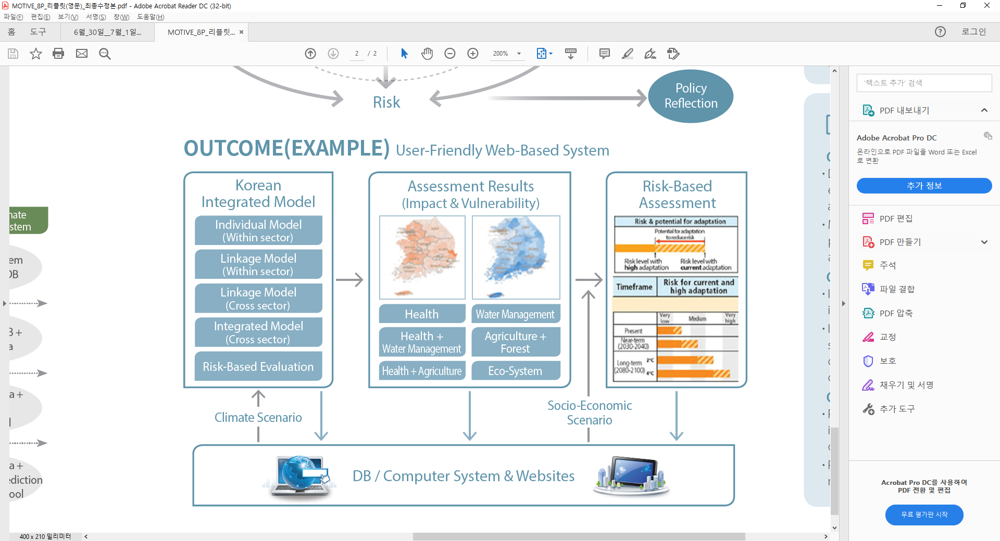 MOTIVE_8P_리플릿(영문)_최종수정본.pdf - Adobe Acrobat Reader DC (32-bit)
파일(F) 편집(E) 보기(V) 서명(S) 창(W) 도움말(H)
홈 도구 6월_30일__7월_1일... MOTIVE_8P_리플릿... × 로그인
2 / 2 200%
Risk
Policy
Reflection
OUTCOME(EXAMPLE) User-Friendly Web-Based System
Korean
Integrated Model
Individual Model
(Within sector)
Linkage Model
(Within sector)
Linkage Model
(Cross sector)
Integrated Model
(Cross sector)
Risk-Based Evaluation
Assessment Results
(Impact & Vulnerability)
Health
Water Management
Health +
Water Management
Agriculture +
Forest
Health + Agriculture
Eco-System
Risk-Based
Assessment
Risk & potential for adaptation
Potential for adaptation
to reduce risk
Risk level with
high adaptation
Risk level with
current adaptation
Timeframe
Risk for current and
high adaptation
Very
low
Medium
Very
high
Present
Near-term
(2030-2040)
Long-term
(2080-2100)
2°C
4°C
Climate Scenario
Socio-Economic
Scenario
DB / Computer System & Websites
nate
stem
em
DB
B +
a
a +
a +
ediction
ool
'텍스트 추가' 검색
PDF 내보내기
Adobe Acrobat Pro DC
온라인으로 PDF 파일을 Word 또는 Excel
로 변환
추가 정보
PDF 편집
PDF 만들기
주석
파일 결합
PDF 압축
교정
보호
채우기 및 서명
추가 도구
Acrobat Pro DC를 사용하여
PDF 전환 및 편집
무료 평가판 시작
400 x 210 밀리미터